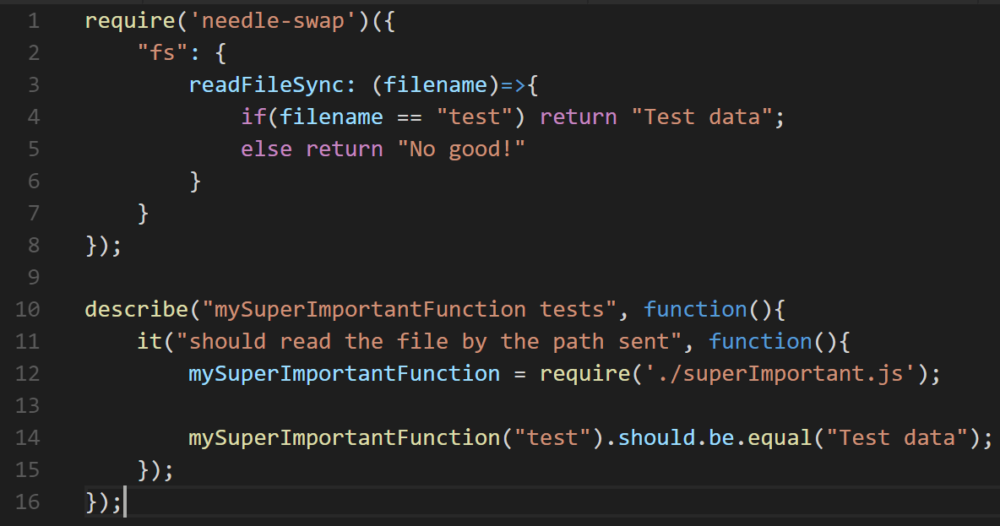 1 require('needle-swap')({
2     "fs": {
3         readFileSync: (filename)=>{
4             if(filename == "test") return "Test data";
5             else return "No good!"
6         }
7     }
8 });
9
10 describe("mySuperImportantFunction tests", function(){
11     it("should read the file by the path sent", function(){
12         mySuperImportantFunction = require('./superImportant.js');
13
14         mySuperImportantFunction("test").should.be.equal("Test data");
15     });
16 });